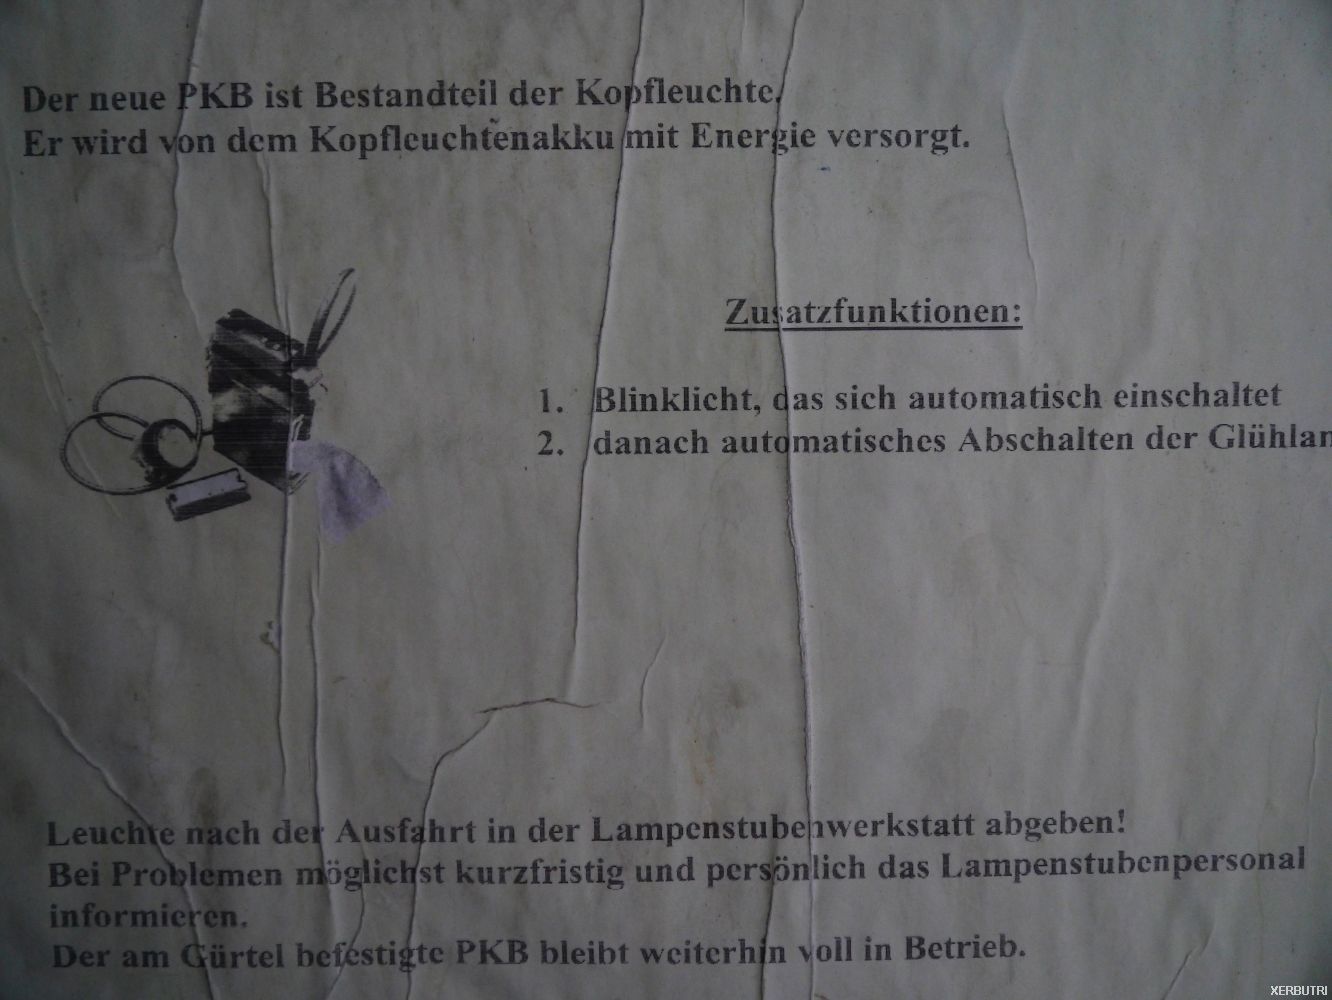 Der neue PKB ist Bestandteil der Kopfleuchte.
Er wird von dem Kopfleuchtenakku mit Energie versorgt.
Zusatzfunktionen:
1. Blinklicht, das sich automatisch einschaltet
2. danach automatisches Abschalten der Glühlan
Leuchte nach der Ausfahrt in der Lampenstubenwerkstatt abgeben!
Bei Problemen möglichst kurzfristig und persönlich das Lampenstubenpersonal
informieren.
Der am Gürtel befestigte PKB bleibt weiterhin voll in Betrieb.
XERBUTRI